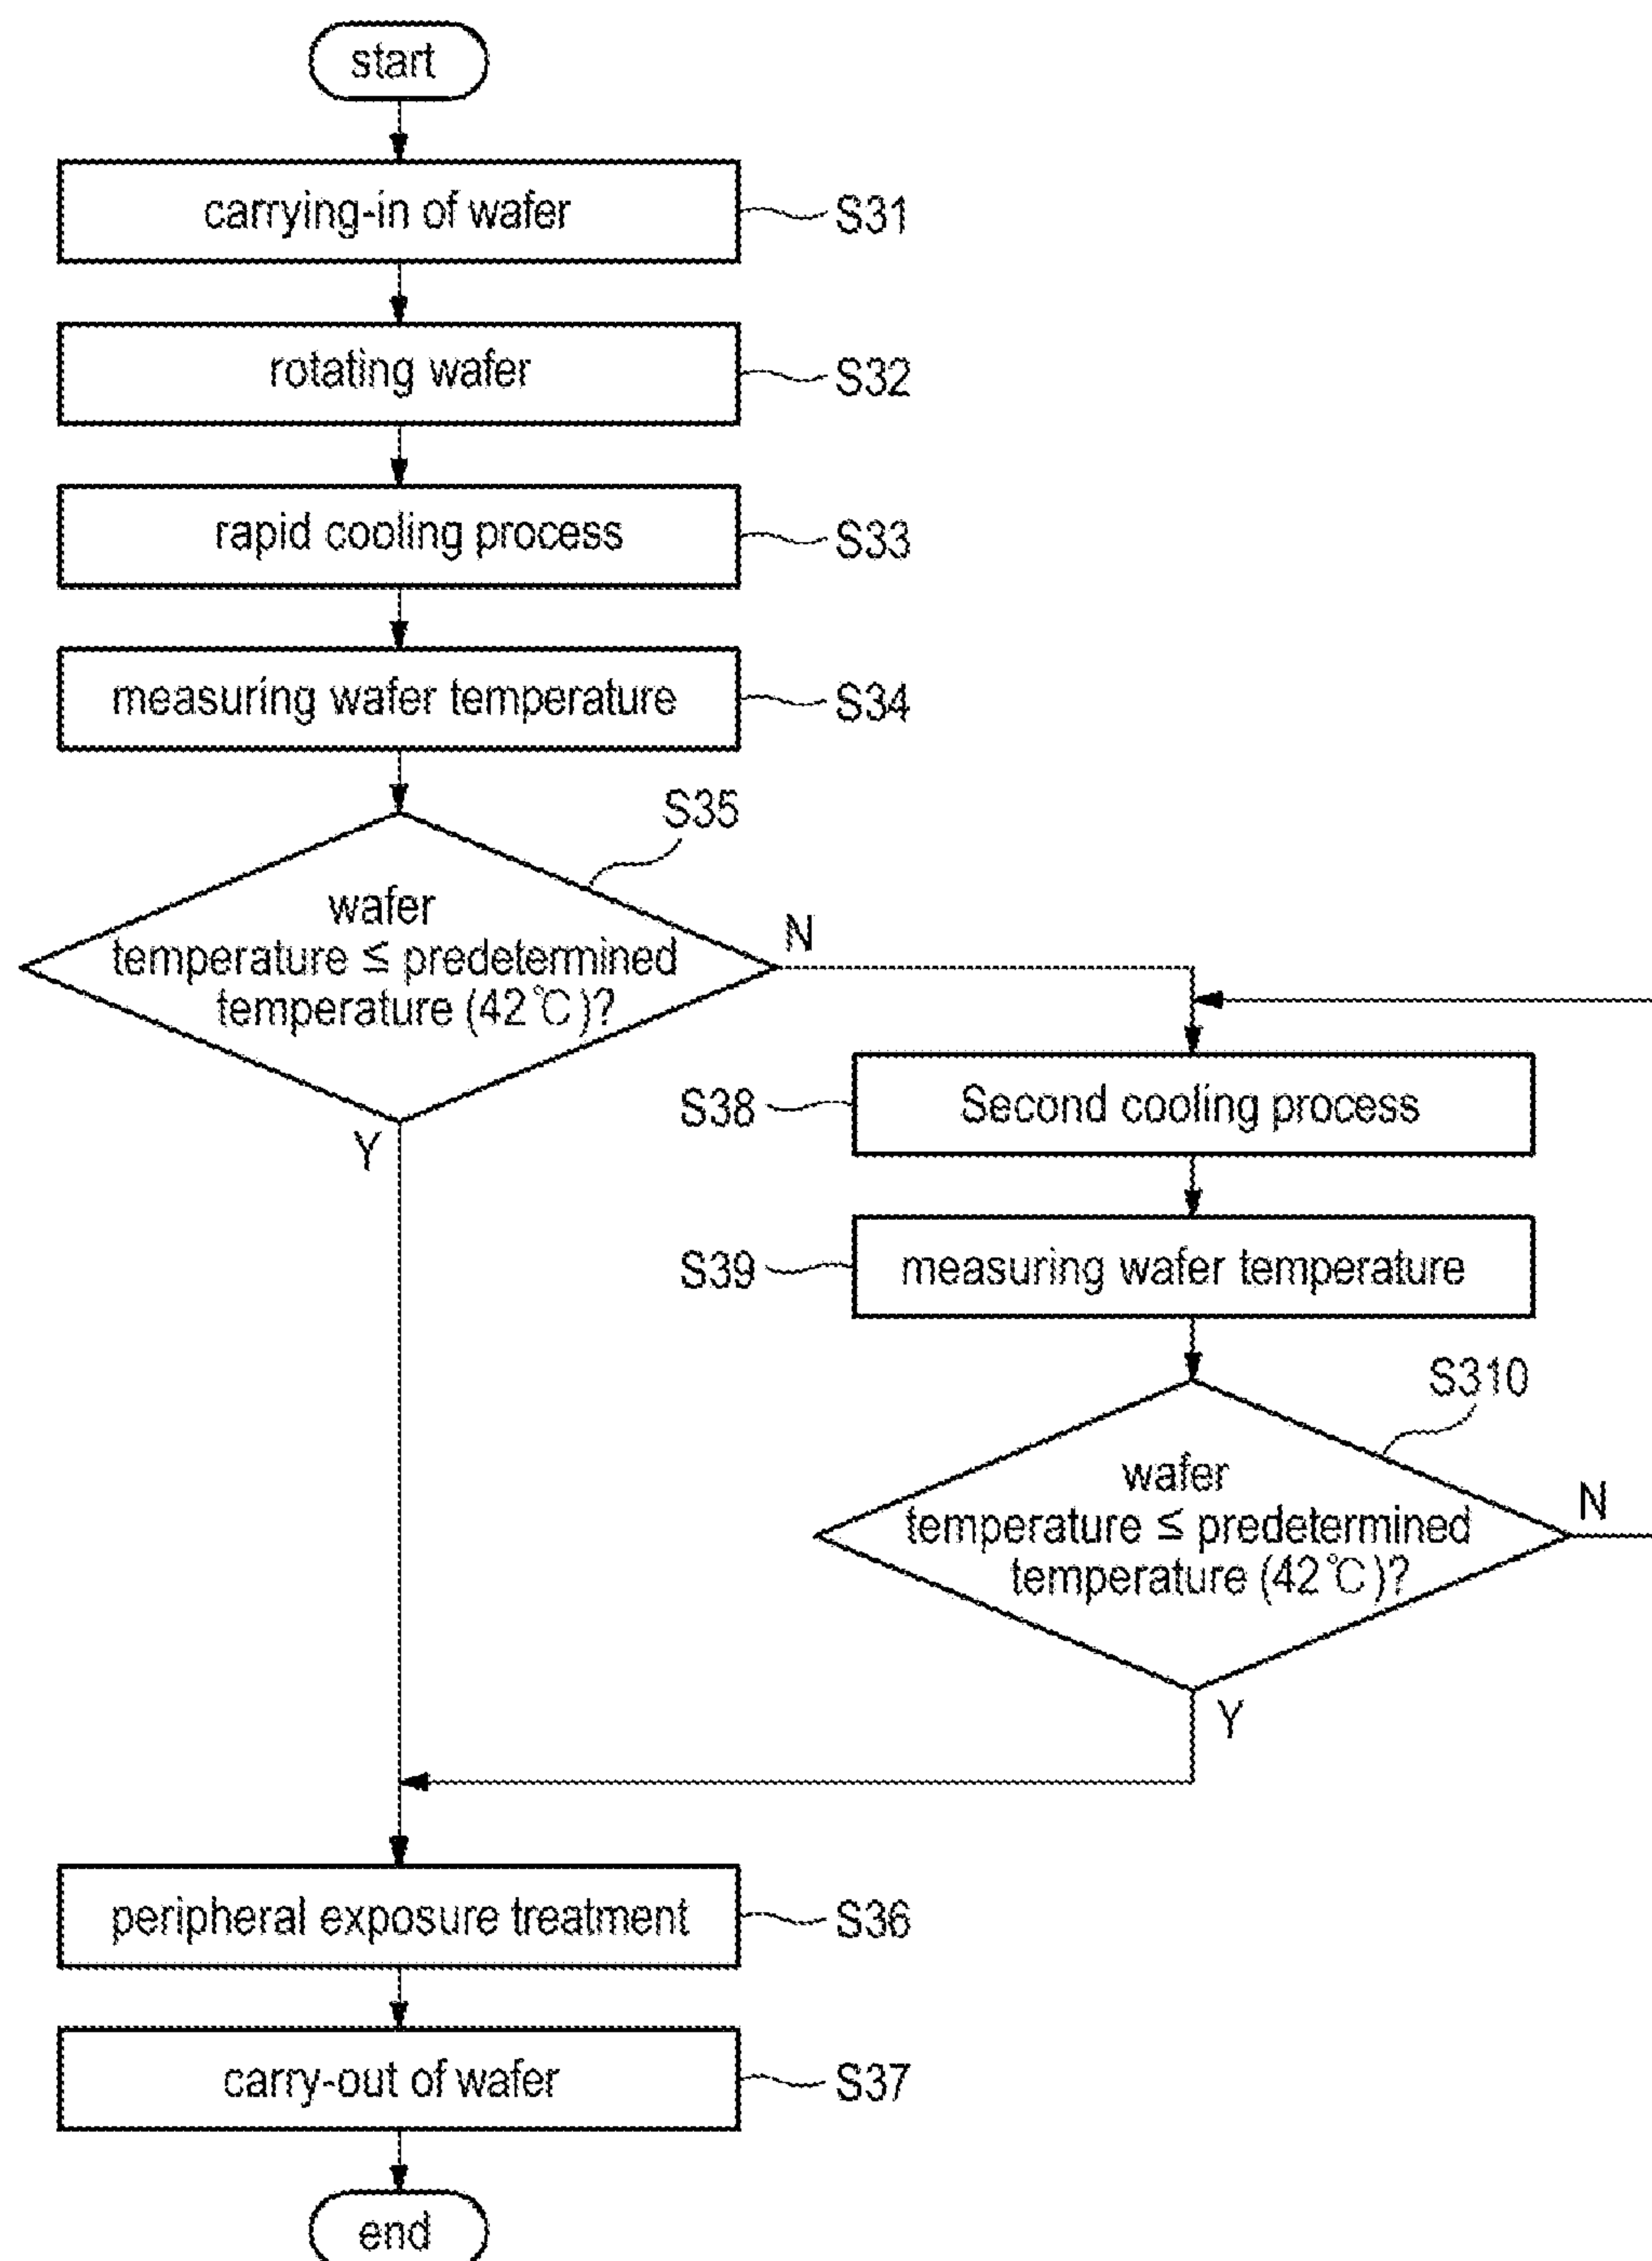 start
carrying-in of wafer
S31
rotating wafer
S32
rapid cooling process
S33
measuring wafer temperature
S34
S35
wafer
temperature ≤ predetermined
temperature (42℃)?
N
Y
S38
Second cooling process
S39
measuring wafer temperature
S310
wafer
temperature ≤ predetermined
temperature (42℃)?
N
Y
peripheral exposure treatment
S36
carry-out of wafer
S37
end